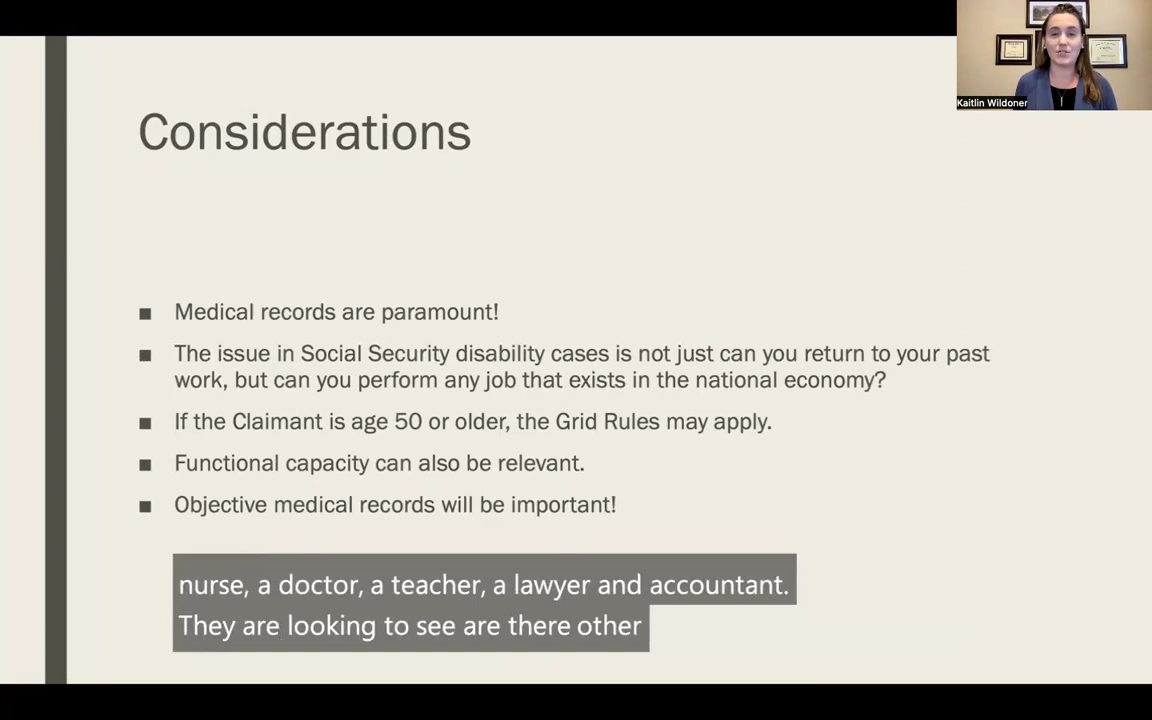 Kaitlin Wildoner
Considerations
■ Medical records are paramount!
■ The issue in Social Security disability cases is not just can you return to your past
work, but can you perform any job that exists in the national economy?
■ If the Claimant is age 50 or older, the Grid Rules may apply.
■ Functional capacity can also be relevant.
■ Objective medical records will be important!
nurse, a doctor, a teacher, a lawyer and accountant.
They are looking to see are there other